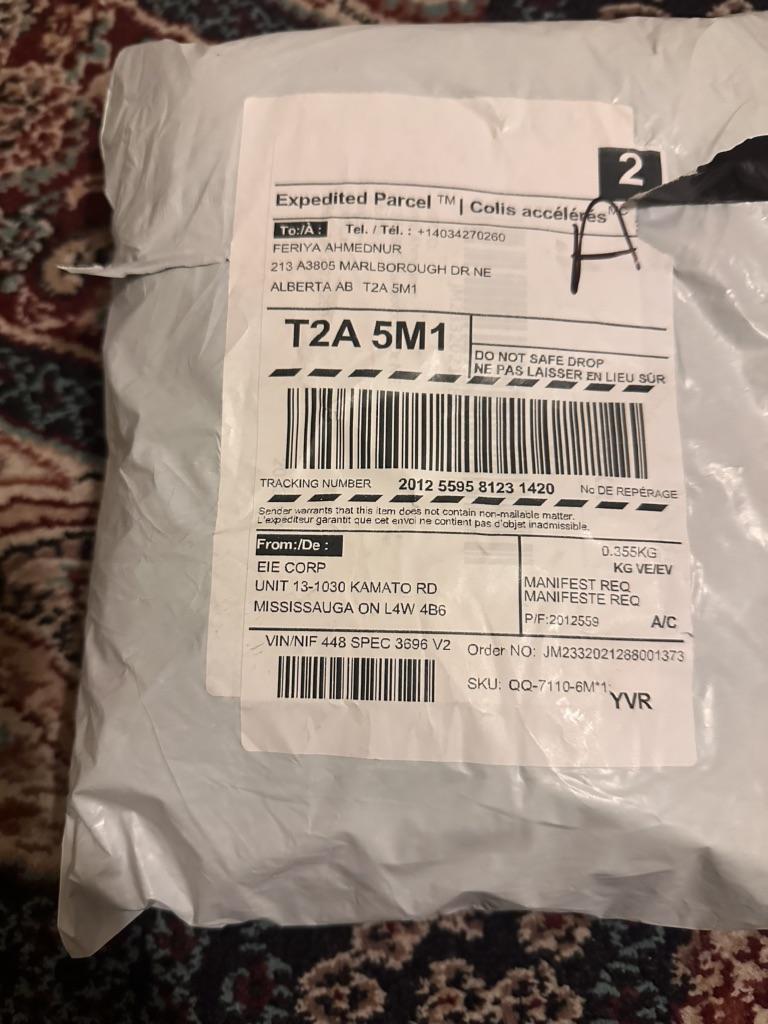 2
Expedited Parcel ™ | Colis accélérés MC
A
To:/À : Tel. / Tél. : +14034270260
FERIYA AHMEDNUR
213 A3805 MARLBOROUGH DR NE
ALBERTA AB T2A 5M1
T2A 5M1
DO NOT SAFE DROP
NE PAS LAISSER EN LIEU SÛR
TRACKING NUMBER 2012 5595 8123 1420 No DE REPÉRAGE
Sender warrants that this item does not contain non-mailable matter.
L'expediteur garantit que cet envoi ne contient pas d'objet inadmissible.
From:/De :
EIE CORP
UNIT 13-1030 KAMATO RD
MISSISSAUGA ON L4W 4B6
0.355KG
KG VE/EV
MANIFEST REQ
MANIFESTE REQ
P/F:2012559 A/C
VIN/NIF 448 SPEC 3696 V2
Order NO: JM2332021288001373
SKU: QQ-7110-6M*1;
YVR